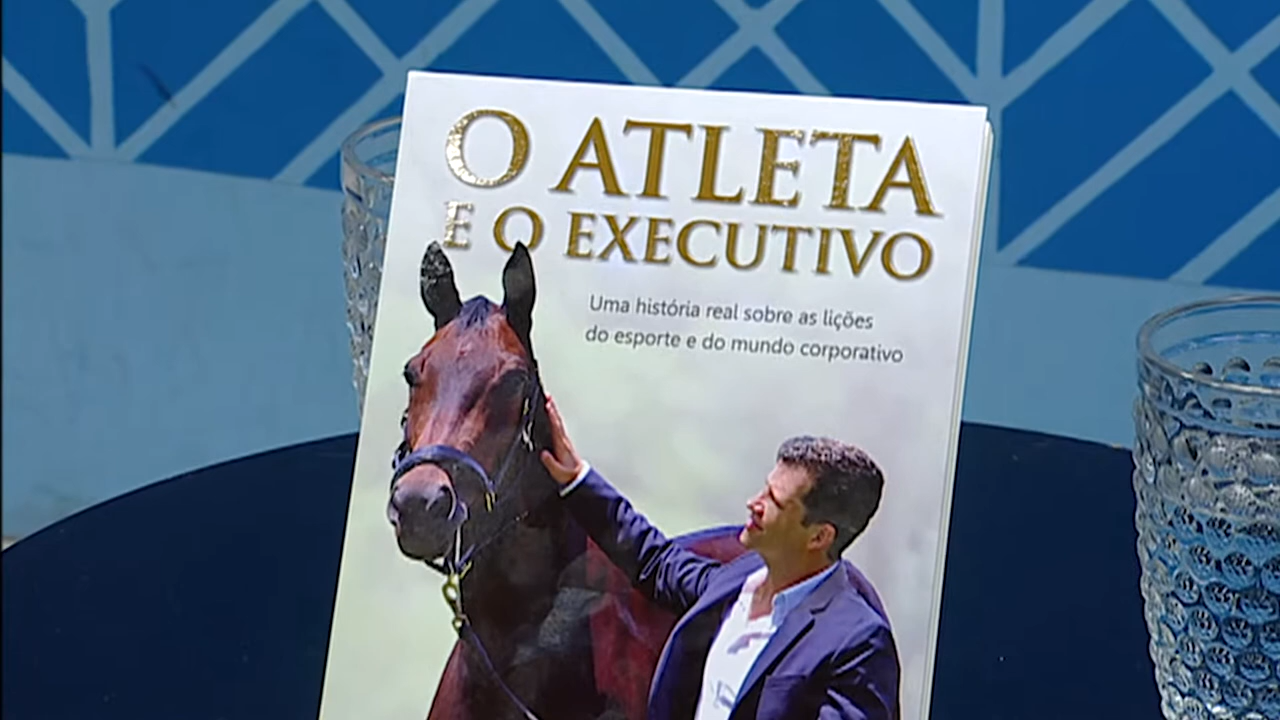 O ATLETA
E O EXECUTIVO
Uma história real sobre as lições
do esporte e do mundo corporativo